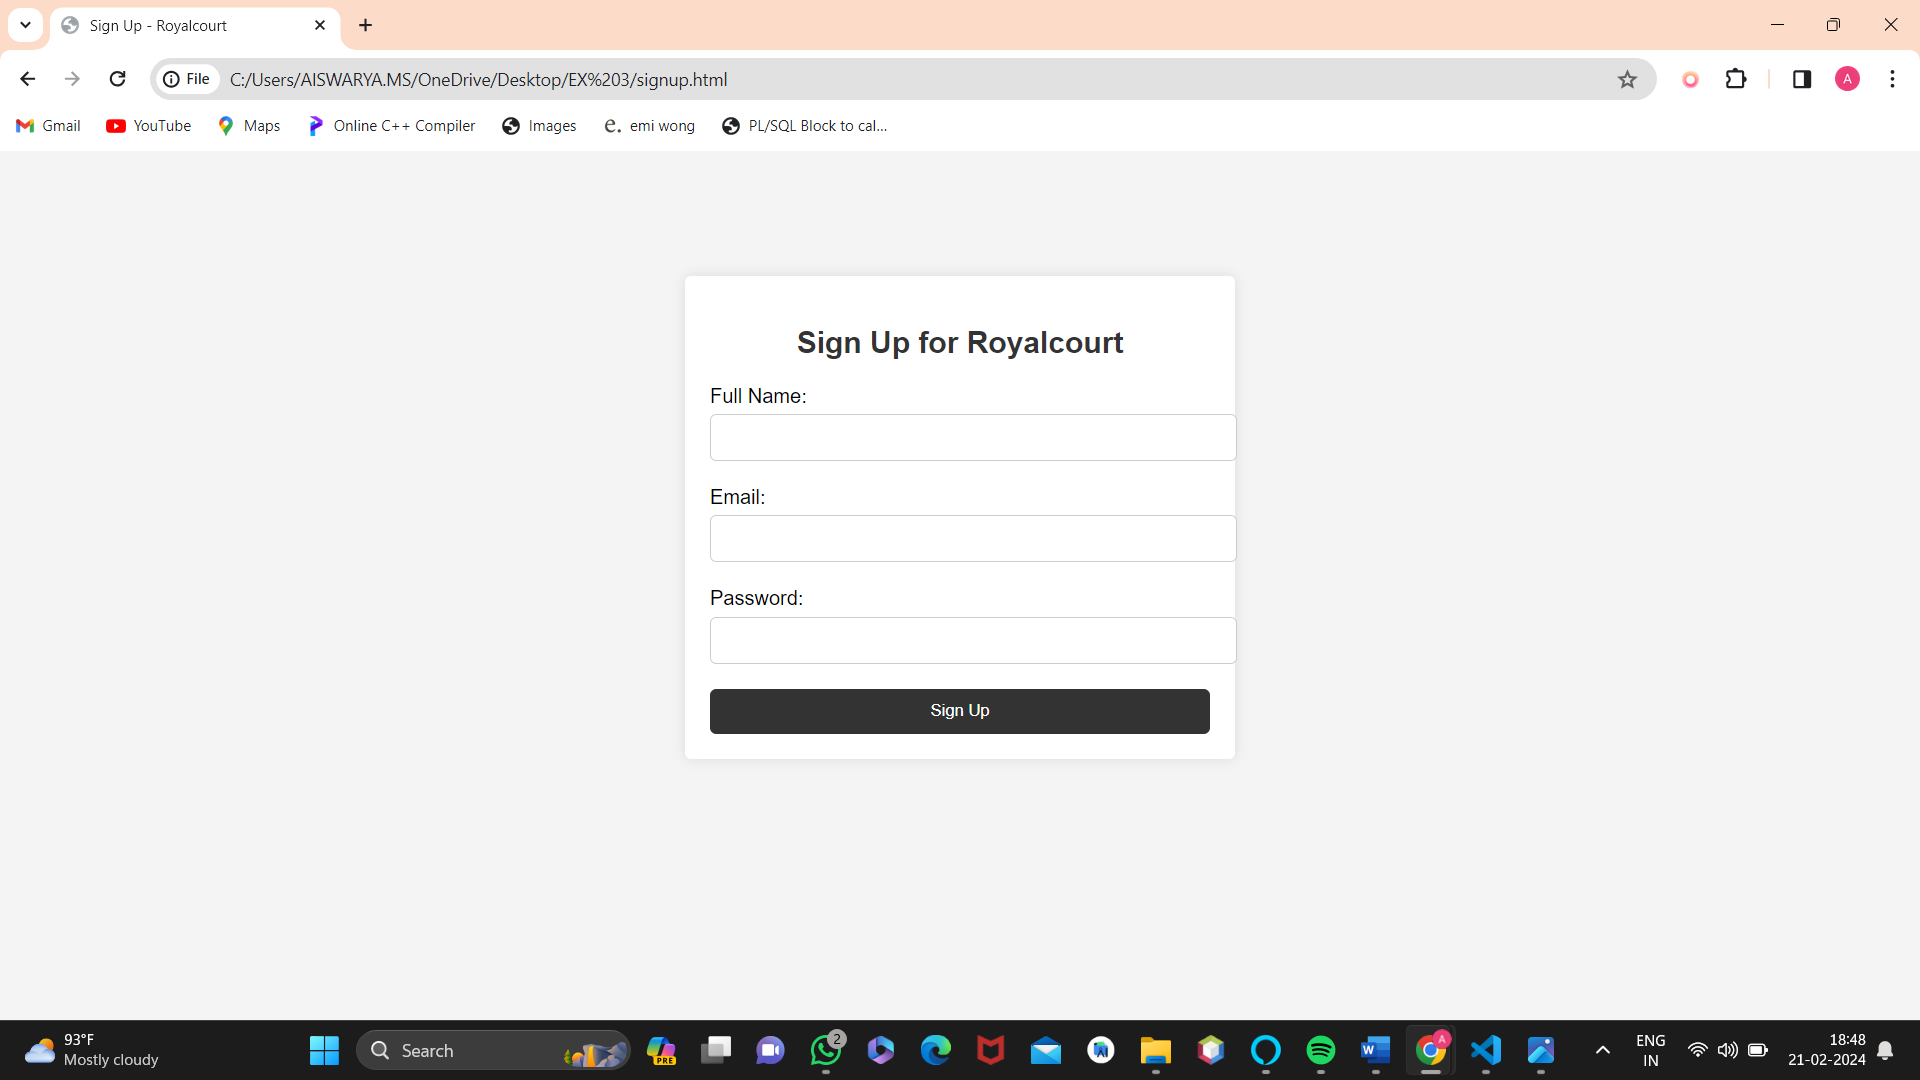 Sign Up - Royalcourt
File C:/Users/AISWARYA.MS/OneDrive/Desktop/EX%203/signup.html
A
Gmail YouTube Maps Online C++ Compiler Images e. emi wong PL/SQL Block to cal...
Sign Up for Royalcourt
Full Name:
Email:
Password:
Sign Up
93°F
Mostly cloudy
Search
PRE
2
W
A
ENG
IN
18:48
21-02-2024